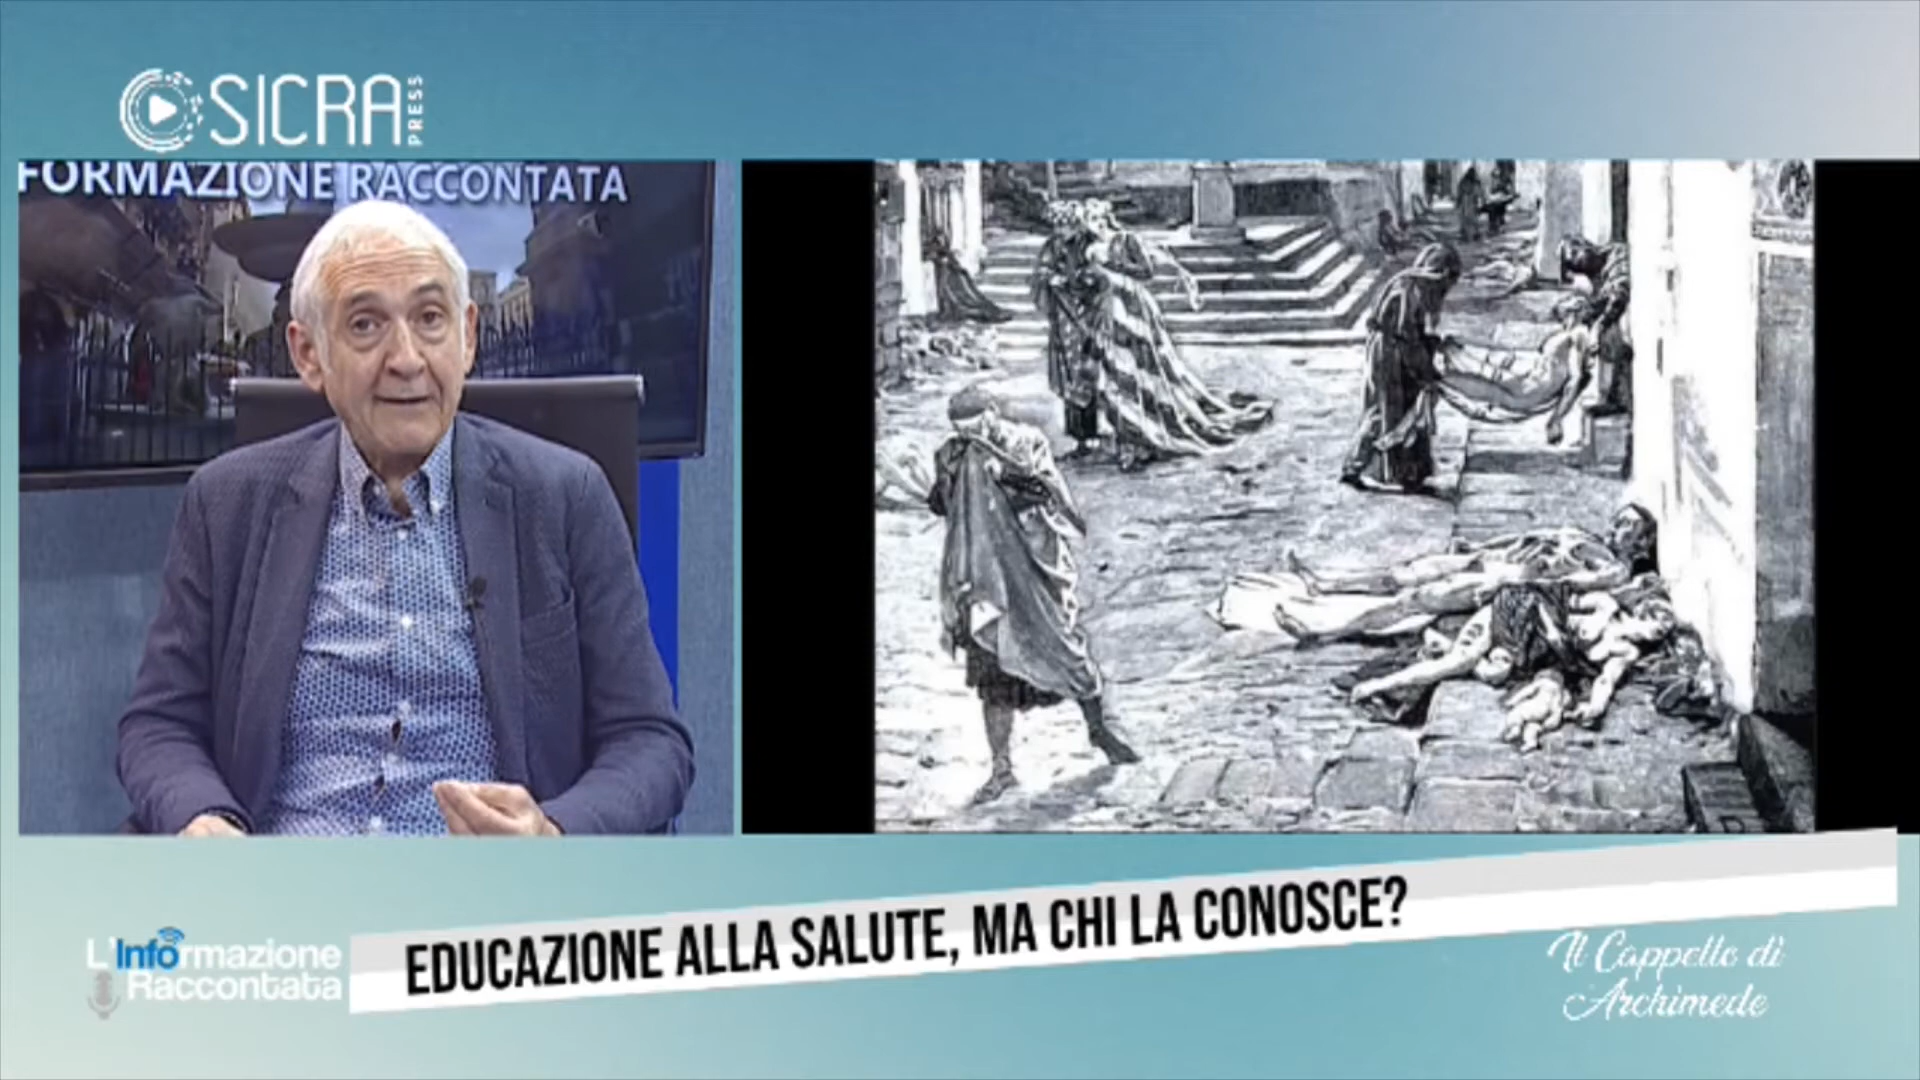 SICRA PRESS
FORMAZIONE RACCONTATA
EDUCAZIONE ALLA SALUTE, MA CHI LA CONOSCE?
L'Informazione
Raccontata
Il Cappello di
Archimede